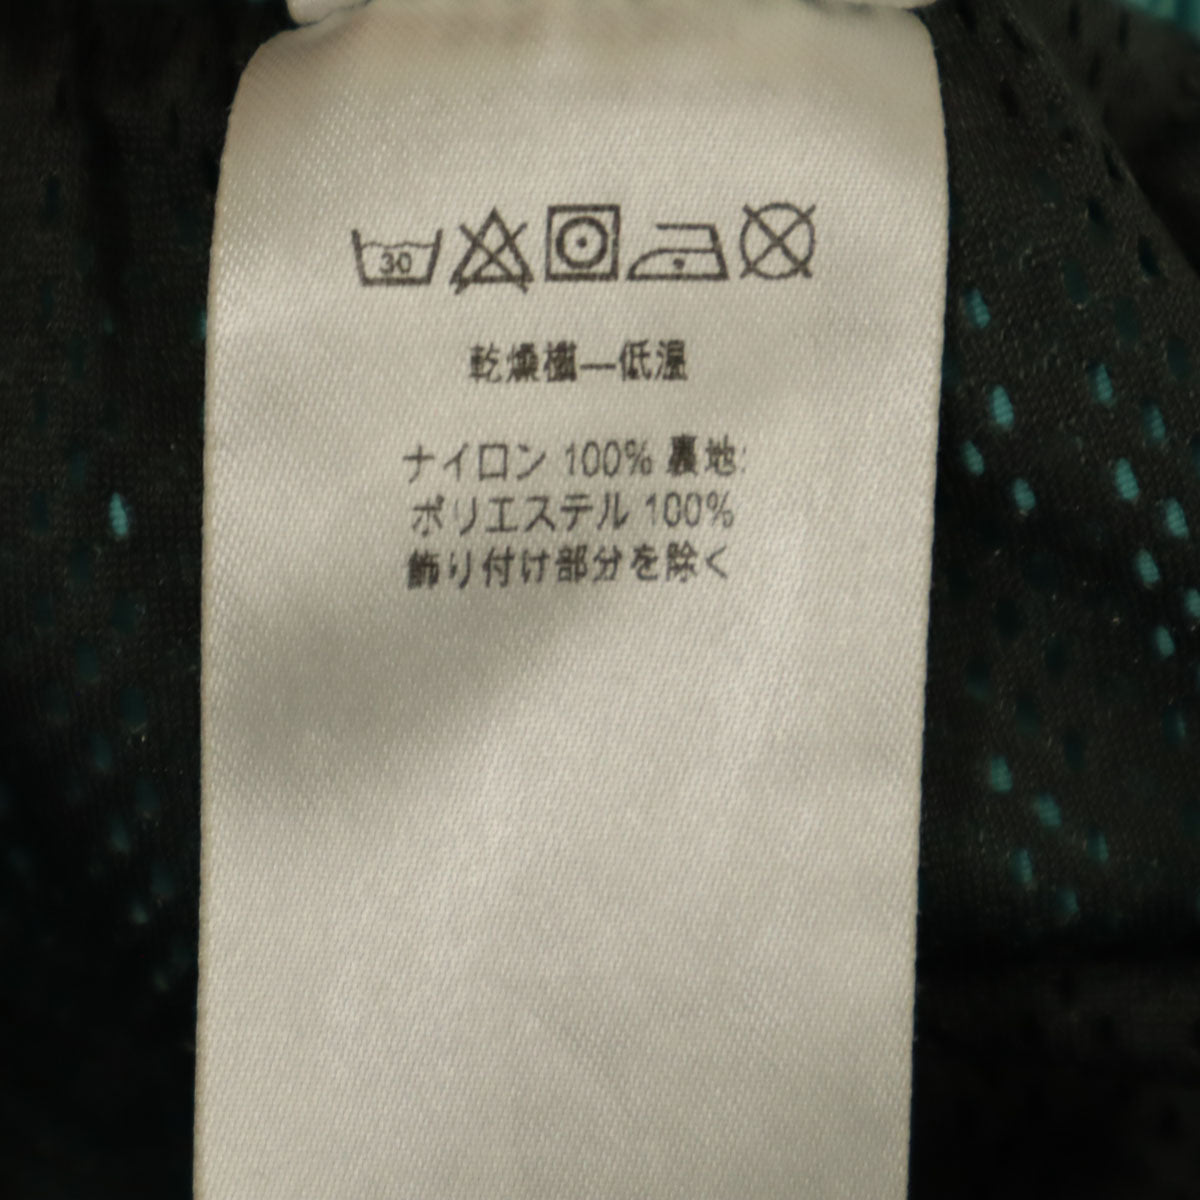 30
乾燥機—低温
ナイロン 100% 裏地:
ポリエステル 100%
飾り付け部分を除く